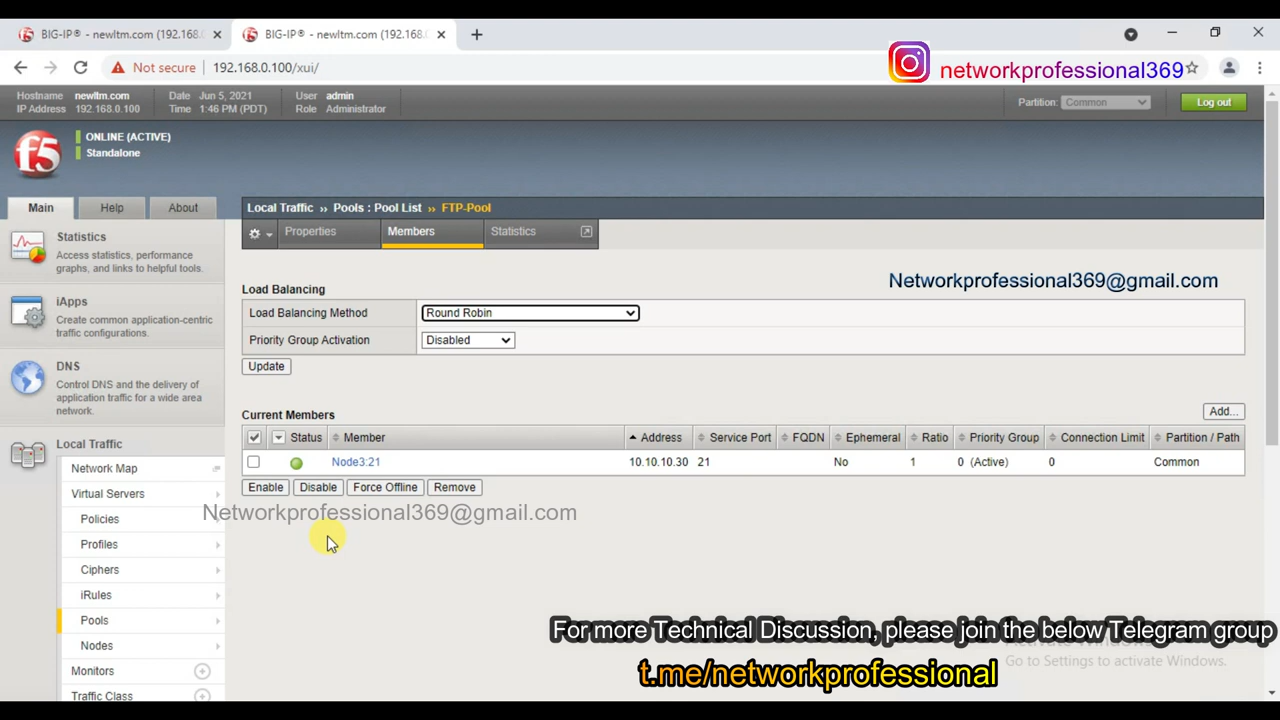 BIG-IP® - newltm.com (192.168.
BIG-IP® - newltm.com (192.168.
Not secure
192.168.0.100/xui/
networkprofessional369
Hostname newltm.com
IP Address 192.168.0.100
Date Jun 5, 2021
Time 1:46 PM (PDT)
User admin
Role Administrator
Partition: Common
Log out
f5
ONLINE (ACTIVE)
Standalone
Main
Help
About
Local Traffic ›› Pools : Pool List ›› FTP-Pool
Properties
Members
Statistics
Statistics
Access statistics, performance
graphs, and links to helpful tools.
iApps
Create common application-centric
traffic configurations.
DNS
Control DNS and the delivery of
application traffic for a wide area
network.
Local Traffic
Network Map
Virtual Servers
Policies
Profiles
Ciphers
iRules
Pools
Nodes
Monitors
Traffic Class
Networkprofessional369@gmail.com
Load Balancing
Load Balancing Method Round Robin
Priority Group Activation Disabled
Update
Current Members
Add...
Status Member Address Service Port FQDN Ephemeral Ratio Priority Group Connection Limit Partition / Path
Node3:21 10.10.10.30 21 No 1 0 (Active) 0 Common
Enable Disable Force Offline Remove
Networkprofessional369@gmail.com
For more Technical Discussion, please join the below Telegram group
Activate Windows
Go to Settings to activate Windows.
t.me/networkprofessional